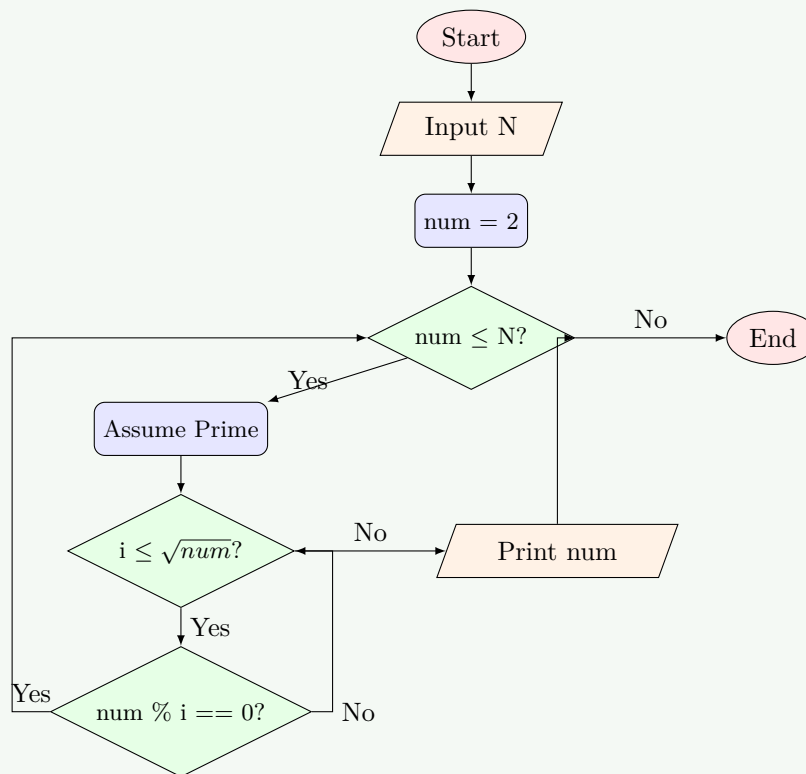 Start
Input N
num = 2
num ≤ N?
No
End
Yes
Assume Prime
i ≤ √num?
No
Print num
Yes
Yes
num % i == 0?
No